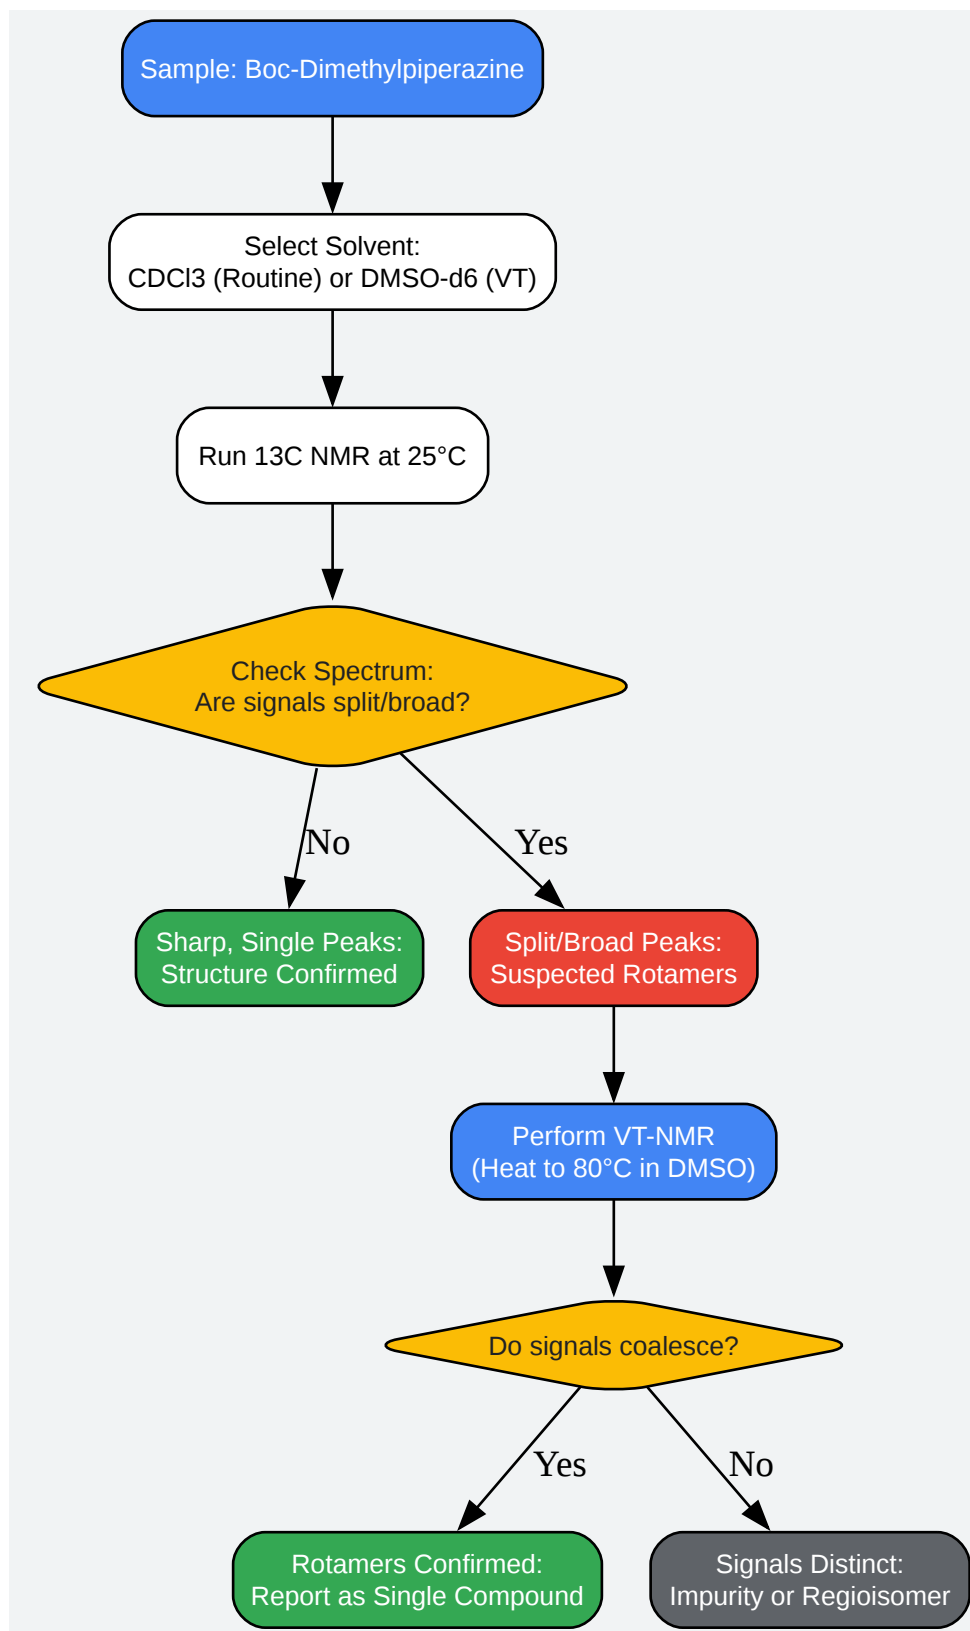 Sample: Boc-Dimethylpiperazine
Select Solvent:
CDCl3 (Routine) or DMSO-d6 (VT)
Run 13C NMR at 25°C
Check Spectrum:
Are signals split/broad?
No
Yes
Sharp, Single Peaks:
Structure Confirmed
Split/Broad Peaks:
Suspected Rotamers
Perform VT-NMR
(Heat to 80°C in DMSO)
Do signals coalesce?
Yes
No
Rotamers Confirmed:
Report as Single Compound
Signals Distinct:
Impurity or Regioisomer